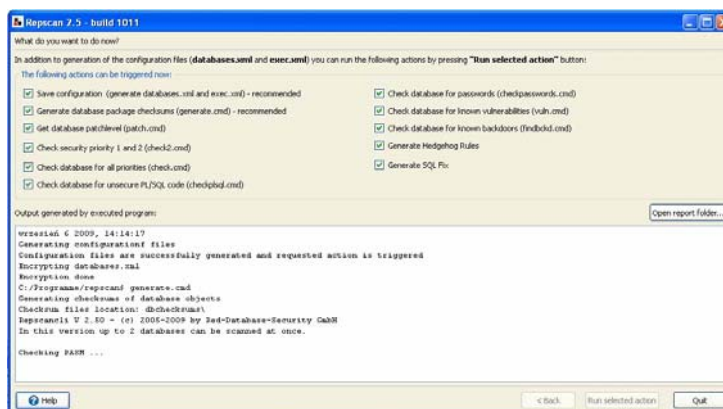 Repscan 2.5 - build 1011
What do you want to do now?
In addition to generation of the configuration files (databases.xml and exec.xml) you can run the following actions by pressing "Run selected action" button:
The following actions can be triggered now:
Save configuration (generate databases.xml and exec.xml) - recommended
Generate database package checksums (generate.cmd) - recommended
Get database patchlevel (patch.cmd)
Check security priority 1 and 2 (check2.cmd)
Check database for all priorities (check.cmd)
Check database for unsecure PL/SQL code (checkplsql.cmd)
Check database for passwords (checkpasswords.cmd)
Check database for known vulnerabilities (vuln.cmd)
Check database for known backdoors (findbckd.cmd)
Generate Hedgehog Rules
Generate SQL Fix
Output generated by executed program:
Open report folder...
wrzesień 6 2009, 14:14:17
Generating configurationf files
Configuration files are successfully generated and requested action is triggered
Encrypting databases.xml
Encryption done
C:/Programme/repscan/ generate.cmd
Generating checksums of database objects
Checksum files location: dbchecksums\
Repscancli V 2.50 - (c) 2005-2009 by Red-Database-Security GmbH
In this version up to 2 databases can be scanned at once.
Checking ...
Help
< Back
Run selected action
Quit